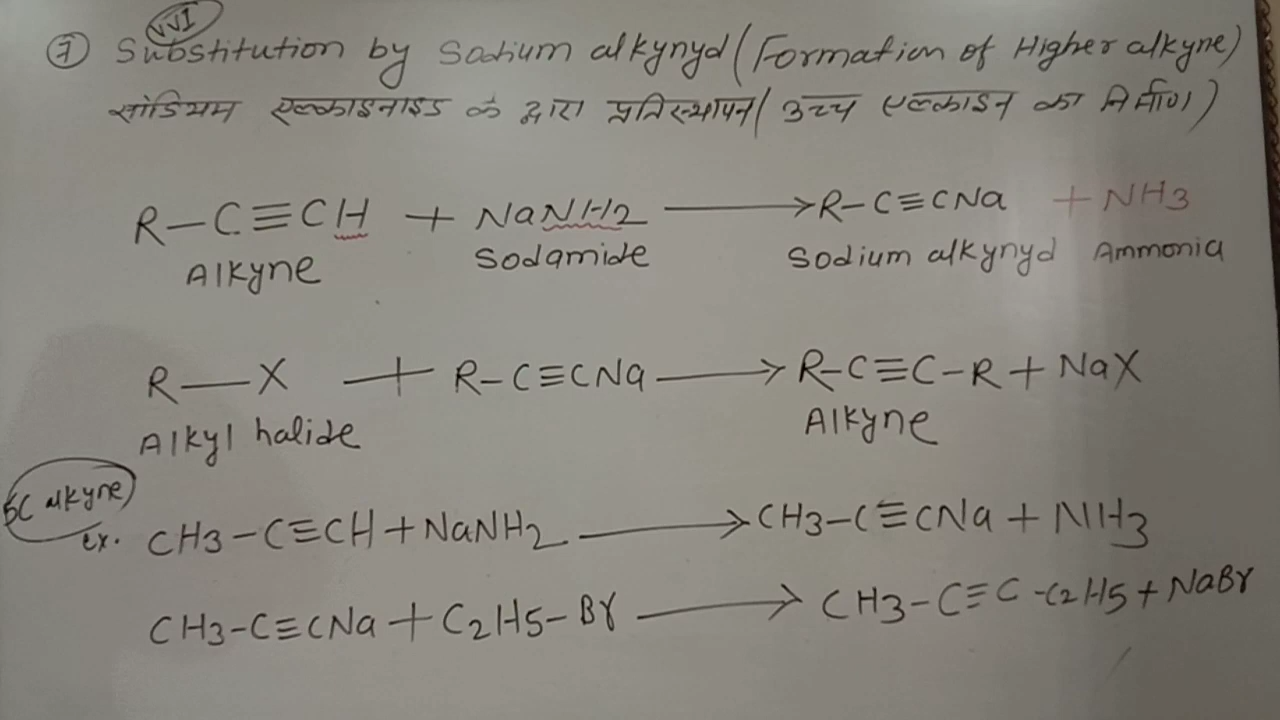 VVI
⑦ Substitution by Sodium alkynyd (Formation of Higher alkyne)
सोडियम एल्काइनाइड के द्वारा प्रतिस्थापन (उच्च एल्काइन का निर्माण)
R-C≡CH + NaNH2 → R-C≡CNa + NH3
Alkyne Sodamide Sodium alkynyd Ammonia
R-X + R-C≡CNa → R-C≡C-R + NaX
Alkyl halide Alkyne
5C alkyne
ex. CH3-C≡CH + NaNH2 → CH3-C≡CNa + NH3
CH3-C≡CNa + C2H5-Br → CH3-C≡C-C2H5 + NaBr